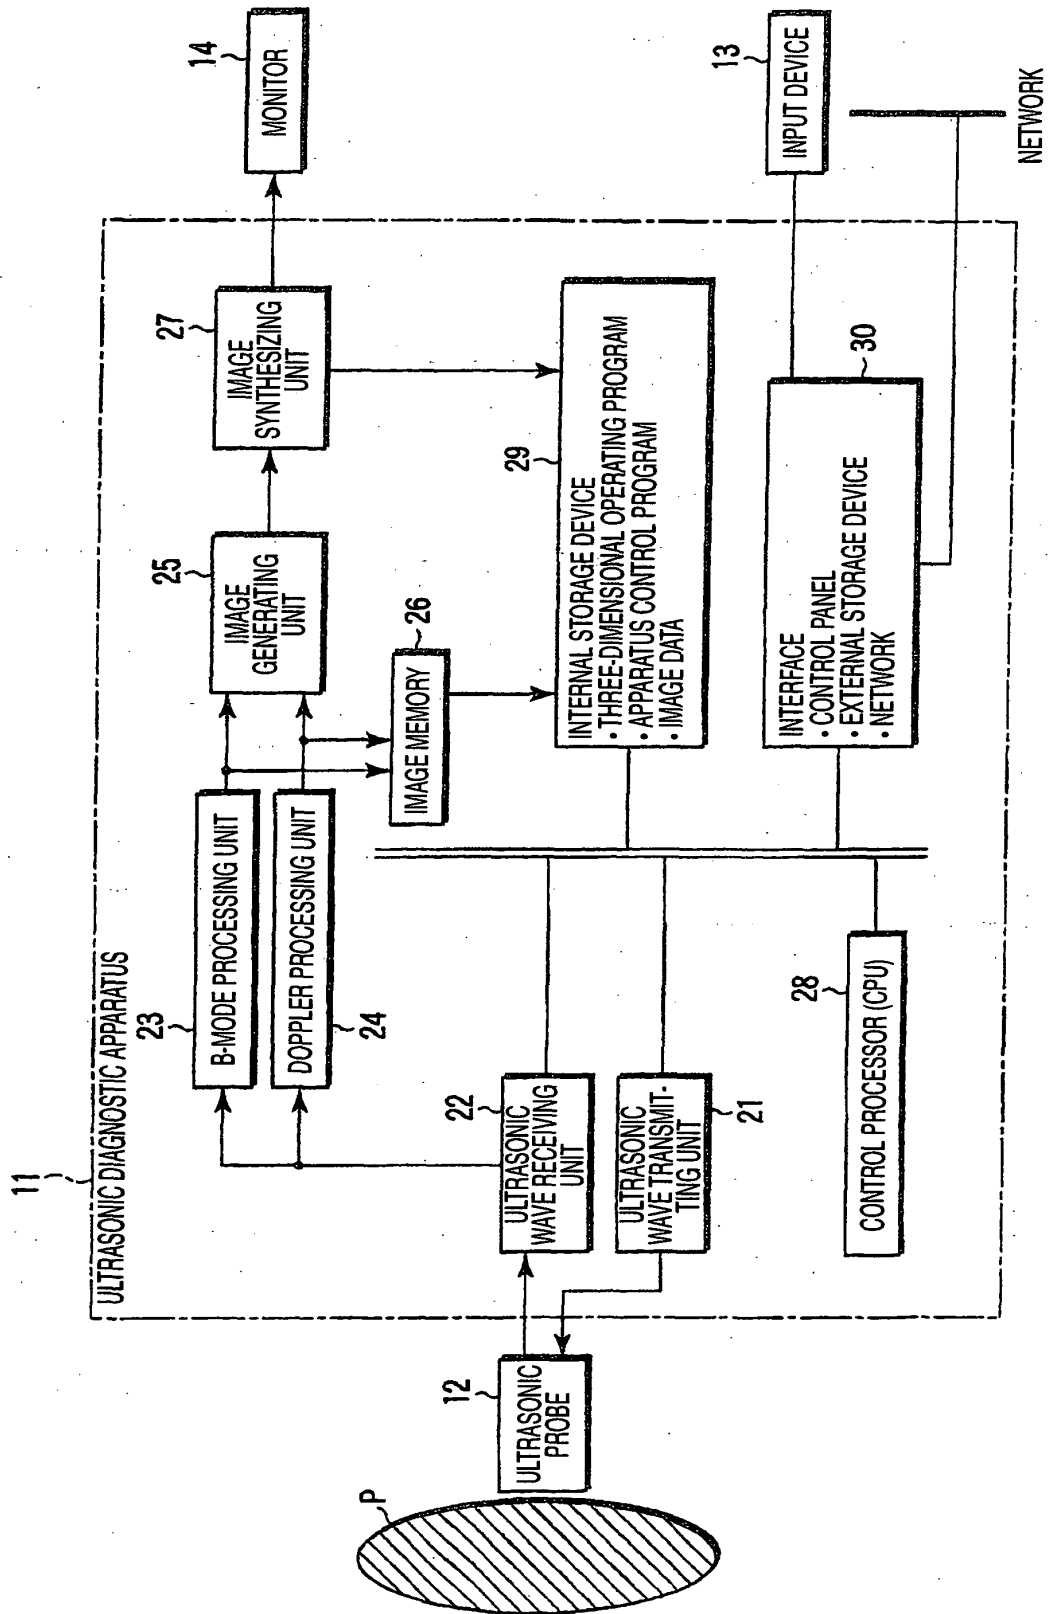 11
ULTRASONIC DIAGNOSTIC APPARATUS
P
12
ULTRASONIC
PROBE
22
ULTRASONIC
WAVE RECEIVING
UNIT
ULTRASONIC
WAVE TRANSMIT-
TING UNIT
21
23
B-MODE PROCESSING UNIT
DOPPLER PROCESSING UNIT
24
25
IMAGE
GENERATING
UNIT
26
IMAGE MEMORY
27
IMAGE
SYNTHESIZING
UNIT
14
MONITOR
28
CONTROL PROCESSOR (CPU)
29
INTERNAL STORAGE DEVICE
• THREE-DIMENSIONAL OPERATING PROGRAM
• APPARATUS CONTROL PROGRAM
• IMAGE DATA
30
INTERFACE
• CONTROL PANEL
• EXTERNAL STORAGE DEVICE
• NETWORK
13
INPUT DEVICE
NETWORK